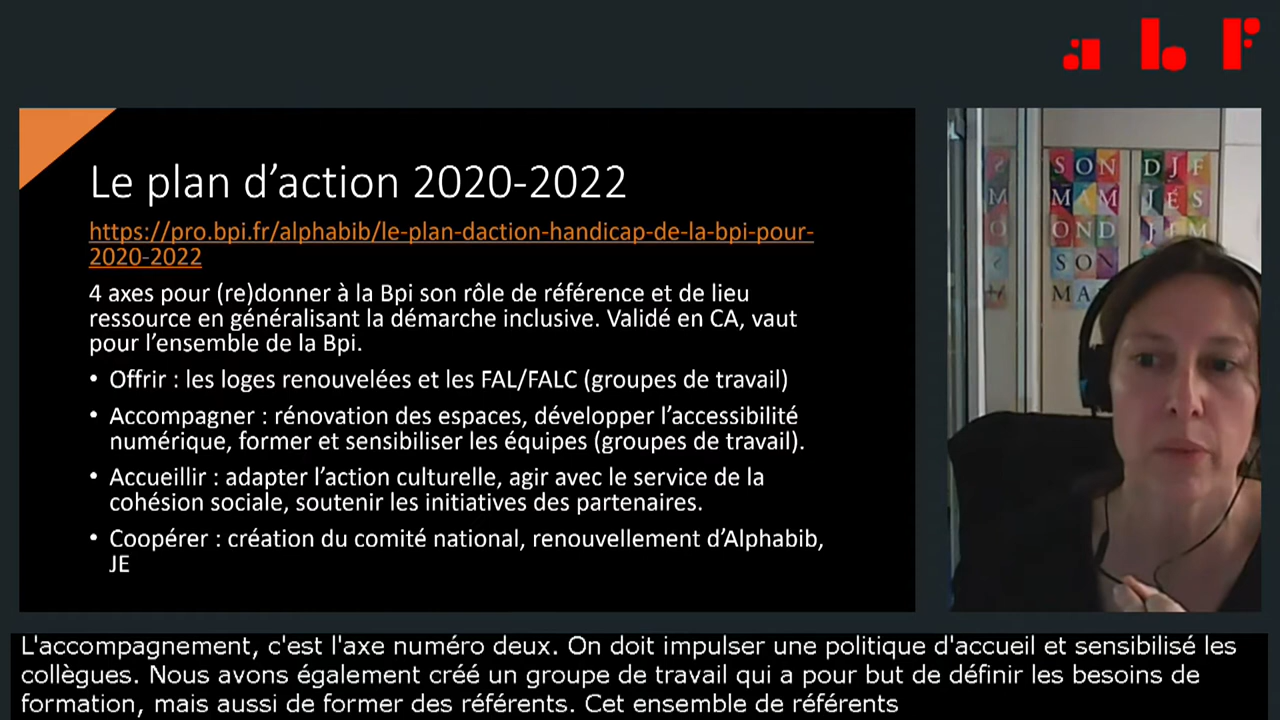 a b F
Le plan d'action 2020-2022
https://pro.bpi.fr/alphabib/le-plan-daction-handicap-de-la-bpi-pour-
2020-2022
4 axes pour (re)donner à la Bpi son rôle de référence et de lieu
ressource en généralisant la démarche inclusive. Validé en CA, vaut
pour l'ensemble de la Bpi.
• Offrir : les loges renouvelées et les FAL/FALC (groupes de travail)
• Accompagner : rénovation des espaces, développer l'accessibilité
numérique, former et sensibiliser les équipes (groupes de travail).
• Accueillir : adapter l'action culturelle, agir avec le service de la
cohésion sociale, soutenir les initiatives des partenaires.
• Coopérer : création du comité national, renouvellement d'Alphabib,
JE
SON
MAM
OND
SON
MA
DJF
JÉS
L'accompagnement, c'est l'axe numéro deux. On doit impulser une politique d'accueil et sensibilisé les
collègues. Nous avons également créé un groupe de travail qui a pour but de définir les besoins de
formation, mais aussi de former des référents. Cet ensemble de référents